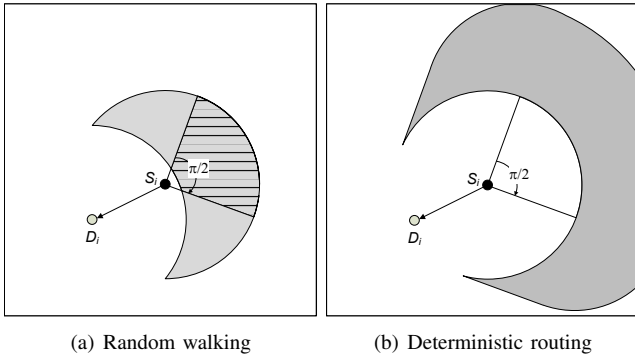 π/2
S_i
D_i
π/2
S_i
D_i
(a) Random walking
(b) Deterministic routing